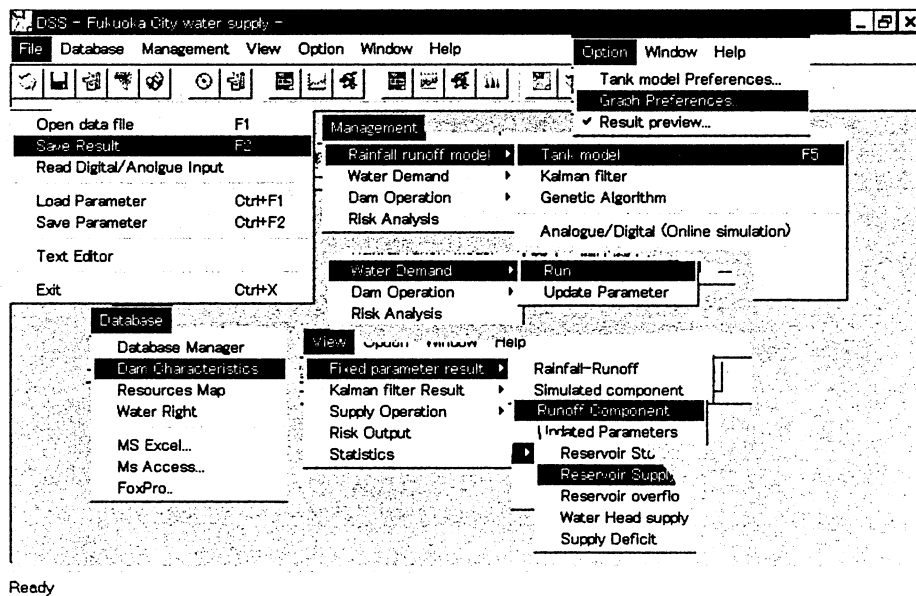 DSS - Fukuoka City water supply -
File Database Management View Option Window Help
Option Window Help
Tank model Preferences...
Graph Preferences..
✔ Result preview...
Open data file F1
Save Result F2
Read Digital/Anolgue Input
Load Parameter Ctrl+F1
Save Parameter Ctrl+F2
Text Editor
Exit Ctrl+X
Management
Rainfall runoff model
Water Demand
Dam Operation
Risk Analysis
Tank model F5
Kalman filter
Genetic Algorithm
Analogue/Digital (Online simulation)
Water Demand
Dam Operation
Risk Analysis
Run
Update Parameter
Database
Database Manager
Dam Characteristics
Resources Map
Water Right
MS Excel...
Ms Access...
FoxPro..
View Option Window Help
Fixed parameter result
Kalman filter Result
Supply Operation
Risk Output
Statistics
Rainfall-Runoff
Simulated component
Runoff Component
Updated Parameters
Reservoir Sto
Reservoir Supply
Reservoir overflo
Water Head supply
Supply Deficit
Ready